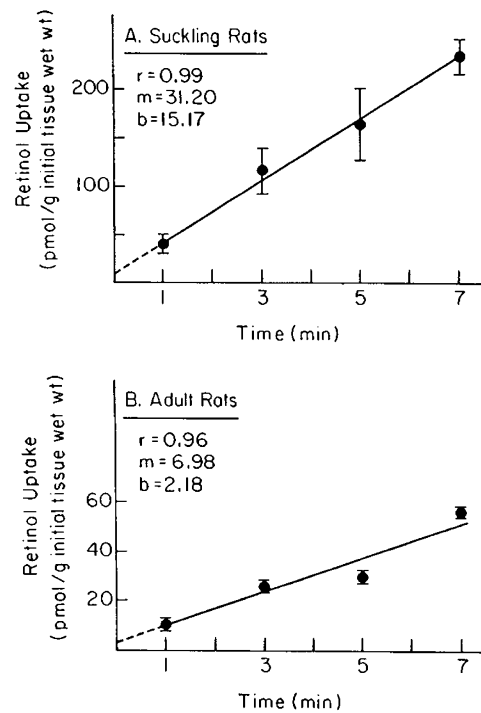 A. Suckling Rats
r = 0.99
m = 31.20
b = 15.17
Retinol Uptake
(pmol/g initial tissue wet wt)
200
100
1 3 5 7
Time (min)
B. Adult Rats
r = 0.96
m = 6.98
b = 2.18
Retinol Uptake
(pmol/g initial tissue wet wt)
60
40
20
1 3 5 7
Time (min)